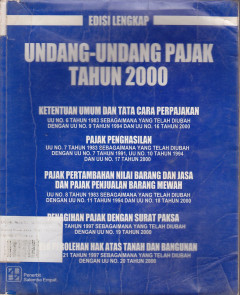 EDISI LENGKAP
UNDANG-UNDANG PAJAK
TAHUN 2000
KETENTUAN UMUM DAN TATA CARA PERPAJAKAN
UU NO. 6 TAHUN 1983 SEBAGAIMANA YANG TELAH DIUBAH
DENGAN UU NO. 9 TAHUN 1994 DAN UU NO. 16 TAHUN 2000
PAJAK PENGHASILAN
UU NO. 7 TAHUN 1983 SEBAGAIMANA YANG TELAH DIUBAH
DENGAN UU NO. 7 TAHUN 1991, UU NO. 10 TAHUN 1994
DAN UU NO. 17 TAHUN 2000
PAJAK PERTAMBAHAN NILAI BARANG DAN JASA
DAN PAJAK PENJUALAN BARANG MEWAH
UU NO. 8 TAHUN 1983 SEBAGAIMANA YANG TELAH DIUBAH
DENGAN UU NO. 11 TAHUN 1994 DAN UU NO. 18 TAHUN 2000
PENAGIHAN PAJAK DENGAN SURAT PAKSA
TAHUN 1997 SEBAGAIMANA YANG TELAH DIUBAH
DENGAN UU NO. 19 TAHUN 2000
PEROLEHAN HAK ATAS TANAH DAN BANGUNAN
21 TAHUN 1997 SEBAGAIMANA YANG TELAH DIUBAH
DENGAN UU NO. 20 TAHUN 2000
Penerbit
Salemba Empat